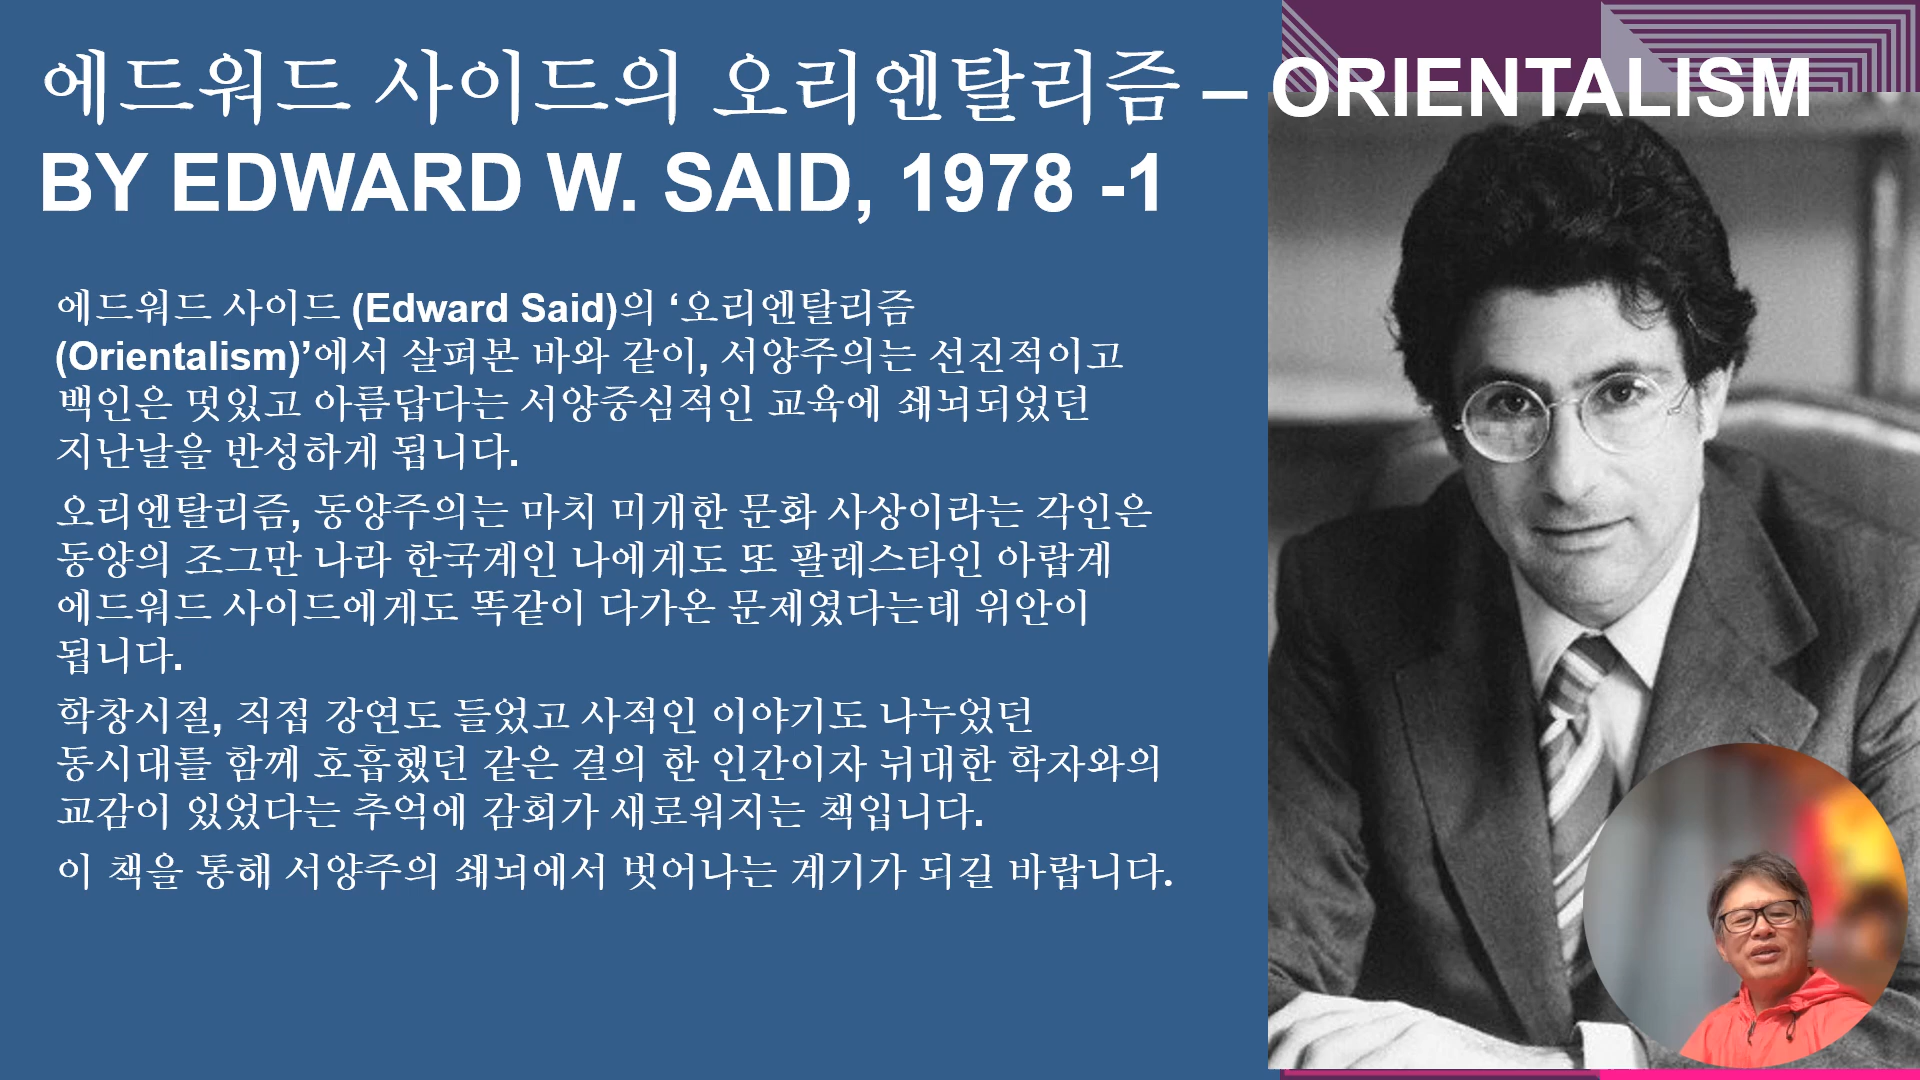 에드워드 사이드의 오리엔탈리즘 – ORIENTALISM
BY EDWARD W. SAID, 1978 -1
에드워드 사이드 (Edward Said)의 ‘오리엔탈리즘
(Orientalism)’에서 살펴본 바와 같이, 서양주의는 선진적이고
백인은 멋있고 아름답다는 서양중심적인 교육에 쇄뇌되었던
지난날을 반성하게 됩니다.
오리엔탈리즘, 동양주의는 마치 미개한 문화 사상이라는 각인은
동양의 조그만 나라 한국계인 나에게도 또 팔레스타인 아랍계
에드워드 사이드에게도 똑같이 다가온 문제였다는데 위안이
됩니다.
학창시절, 직접 강연도 들었고 사적인 이야기도 나누었던
동시대를 함께 호흡했던 같은 결의 한 인간이자 뉘대한 학자와의
교감이 있었다는 추억에 감회가 새로워지는 책입니다.
이 책을 통해 서양주의 쇄뇌에서 벗어나는 계기가 되길 바랍니다.